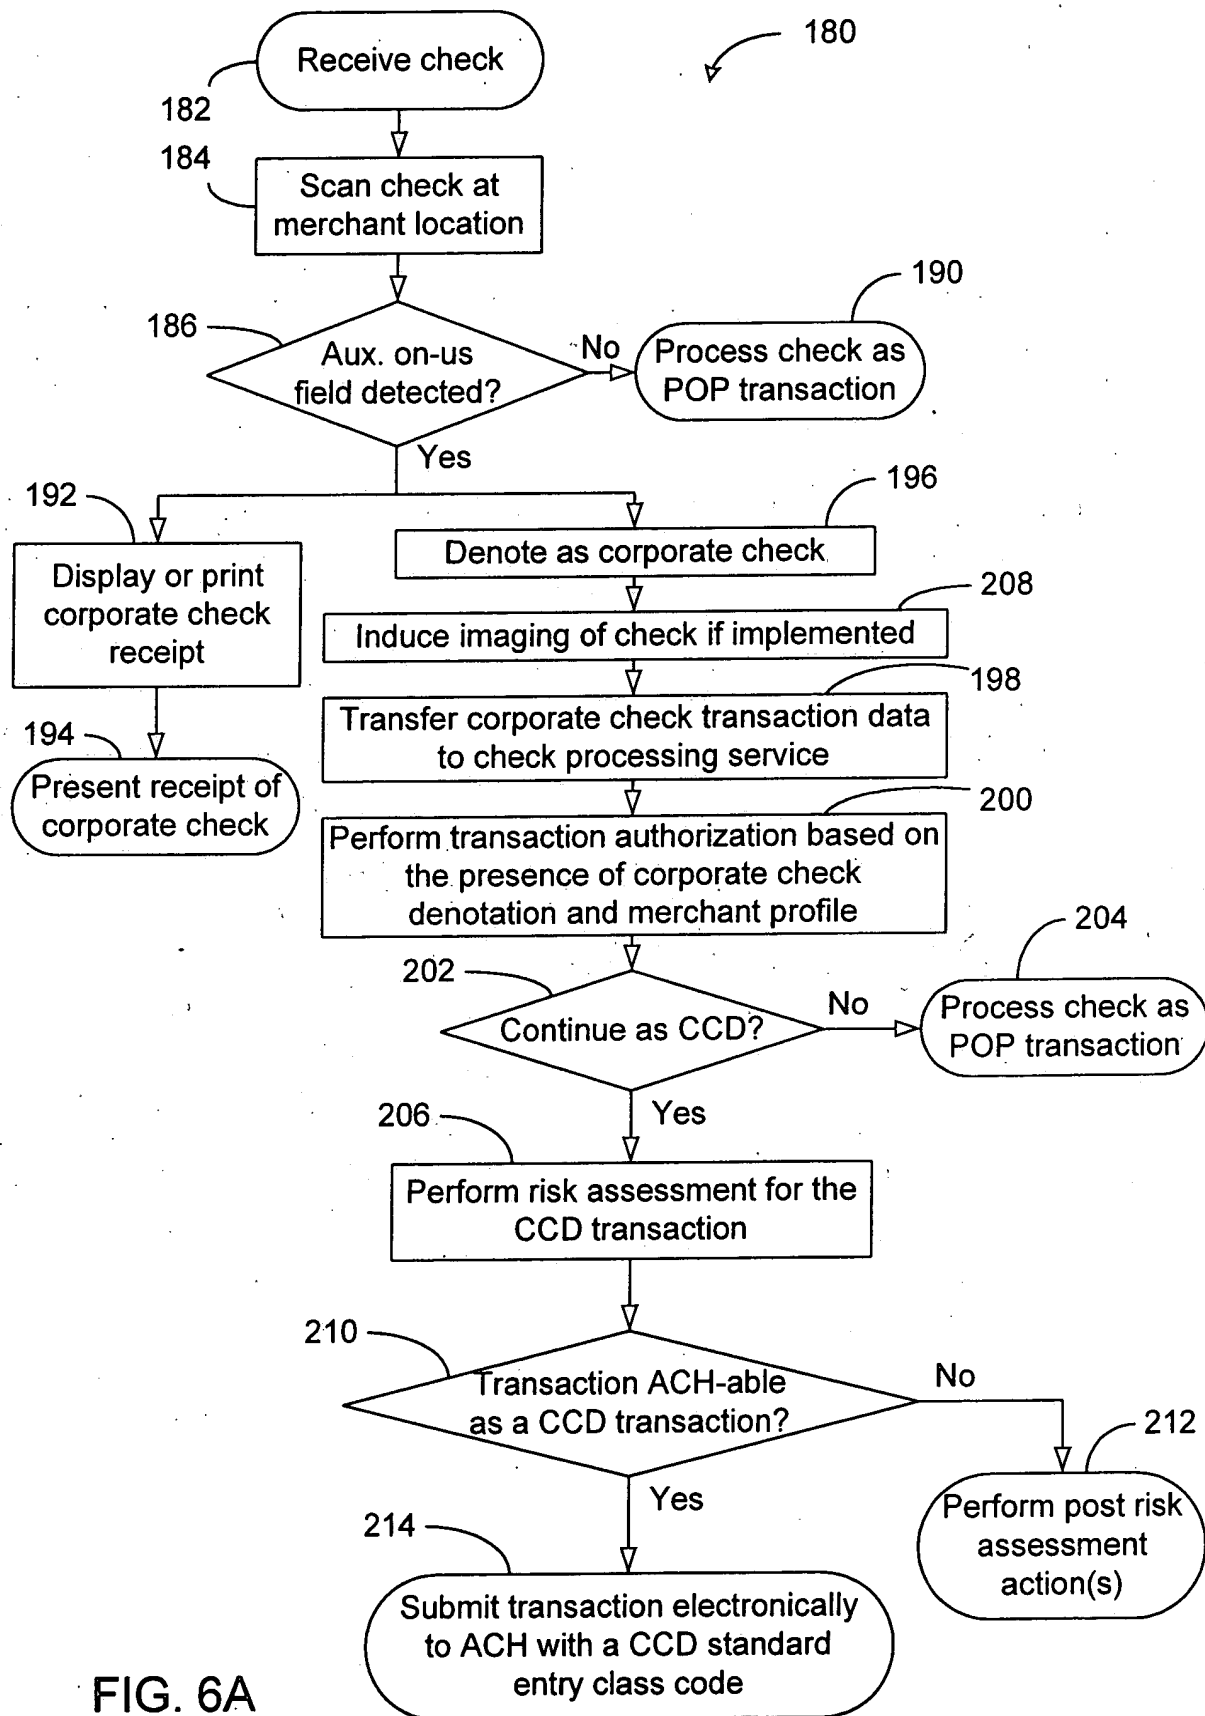 180
Receive check
182
184
Scan check at
merchant location
190
186
Aux. on-us
field detected?
No
Process check as
POP transaction
Yes
192
196
Display or print
corporate check
receipt
Denote as corporate check
208
Induce imaging of check if implemented
198
Transfer corporate check transaction data
to check processing service
194
Present receipt of
corporate check
200
Perform transaction authorization based on
the presence of corporate check
denotation and merchant profile
204
202
Continue as CCD?
No
Process check as
POP transaction
Yes
206
Perform risk assessment for the
CCD transaction
210
Transaction ACH-able
as a CCD transaction?
No
212
Perform post risk
assessment
action(s)
Yes
214
Submit transaction electronically
to ACH with a CCD standard
entry class code
FIG. 6A